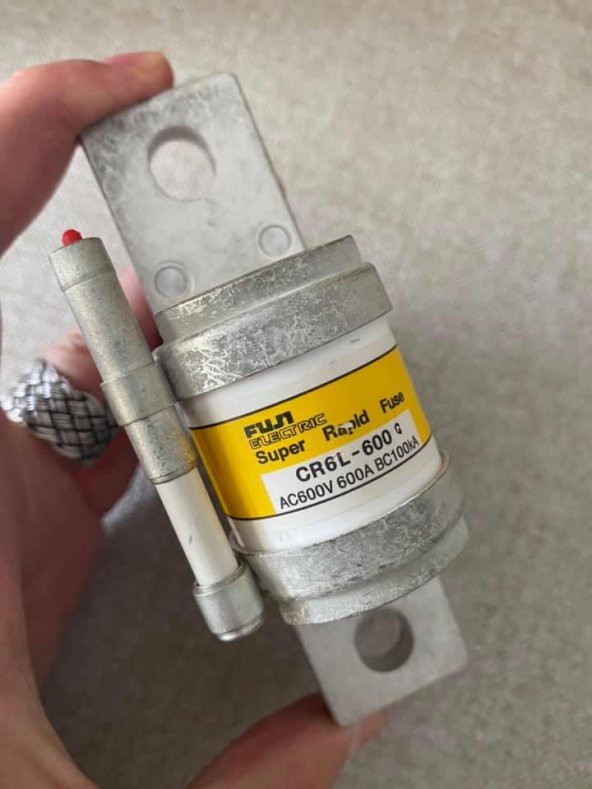 FUJI
ELECTRIC
Super Rapid Fuse
CR6L-600 G
AC600V 600A BC100kA